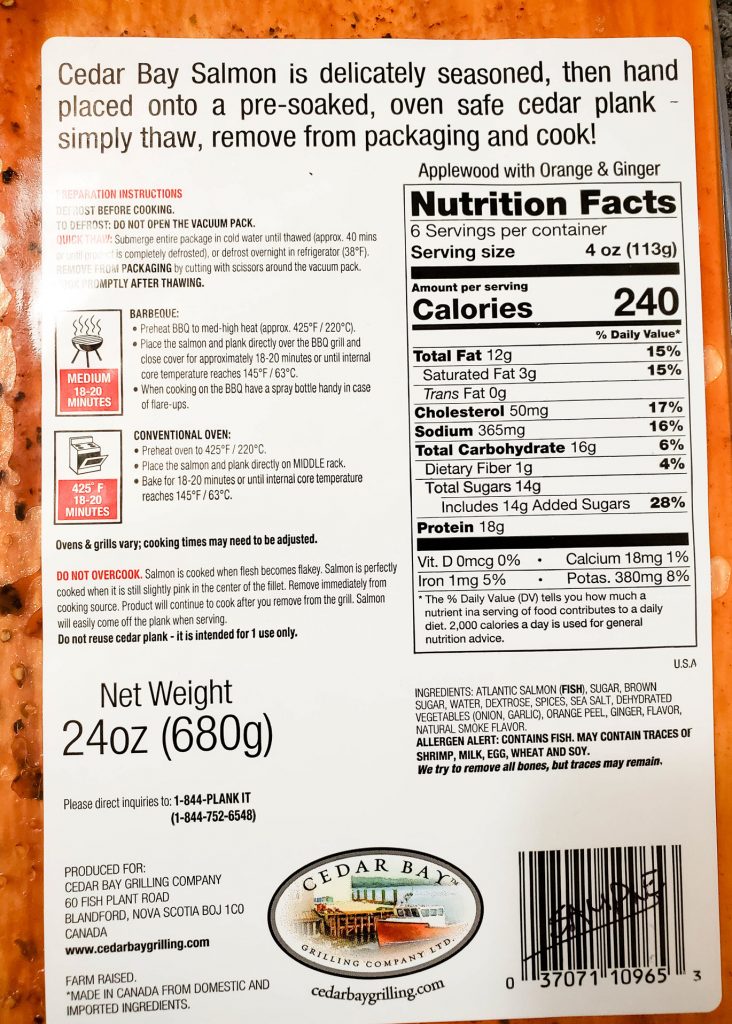 Cedar Bay Salmon is delicately seasoned, then hand
placed onto a pre-soaked, oven safe cedar plank -
simply thaw, remove from packaging and cook!
Applewood with Orange & Ginger
PREPARATION INSTRUCTIONS
DEFROST BEFORE COOKING.
TO DEFROST: DO NOT OPEN THE VACUUM PACK.
QUICK THAW: Submerge entire package in cold water until thawed (approx. 40 mins
or until product is completely defrosted), or defrost overnight in refrigerator (38°F).
REMOVE FROM PACKAGING by cutting with scissors around the vacuum pack.
COOK PROMPTLY AFTER THAWING.
MEDIUM
18-20
MINUTES
BARBEQUE:
• Preheat BBQ to med-high heat (approx. 425°F / 220°C).
• Place the salmon and plank directly over the BBQ grill and
close cover for approximately 18-20 minutes or until internal
core temperature reaches 145°F / 63°C.
• When cooking on the BBQ have a spray bottle handy in case
of flare-ups.
425° F
18-20
MINUTES
CONVENTIONAL OVEN:
• Preheat oven to 425°F / 220°C.
• Place the salmon and plank directly on MIDDLE rack.
• Bake for 18-20 minutes or until internal core temperature
reaches 145°F / 63°C.
Ovens & grills vary; cooking times may need to be adjusted.
DO NOT OVERCOOK. Salmon is cooked when flesh becomes flakey. Salmon is perfectly
cooked when it is still slightly pink in the center of the fillet. Remove immediately from
cooking source. Product will continue to cook after you remove from the grill. Salmon
will easily come off the plank when serving.
Do not reuse cedar plank - it is intended for 1 use only.
Nutrition Facts
6 Servings per container
Serving size 4 oz (113g)
Amount per serving
Calories 240
% Daily Value*
Total Fat 12g 15%
Saturated Fat 3g 15%
Trans Fat 0g
Cholesterol 50mg 17%
Sodium 365mg 16%
Total Carbohydrate 16g 6%
Dietary Fiber 1g 4%
Total Sugars 14g
Includes 14g Added Sugars 28%
Protein 18g
Vit. D 0mcg 0% • Calcium 18mg 1%
Iron 1mg 5% • Potas. 380mg 8%
* The % Daily Value (DV) tells you how much a
nutrient ina serving of food contributes to a daily
diet. 2,000 calories a day is used for general
nutrition advice.
U.S.A
INGREDIENTS: ATLANTIC SALMON (FISH), SUGAR, BROWN
SUGAR, WATER, DEXTROSE, SPICES, SEA SALT, DEHYDRATED
VEGETABLES (ONION, GARLIC), ORANGE PEEL, GINGER, FLAVOR,
NATURAL SMOKE FLAVOR.
ALLERGEN ALERT: CONTAINS FISH. MAY CONTAIN TRACES OF
SHRIMP, MILK, EGG, WHEAT AND SOY.
We try to remove all bones, but traces may remain.
Net Weight
24oz (680g)
Please direct inquiries to: 1-844-PLANK IT
(1-844-752-6548)
PRODUCED FOR:
CEDAR BAY GRILLING COMPANY
60 FISH PLANT ROAD
BLANDFORD, NOVA SCOTIA BOJ 1C0
CANADA
www.cedarbaygrilling.com
FARM RAISED.
*MADE IN CANADA FROM DOMESTIC AND
IMPORTED INGREDIENTS.
CEDAR BAY™
GRILLING COMPANY LTD.
cedarbaygrilling.com
SAMPLE
0 37071 10965 3